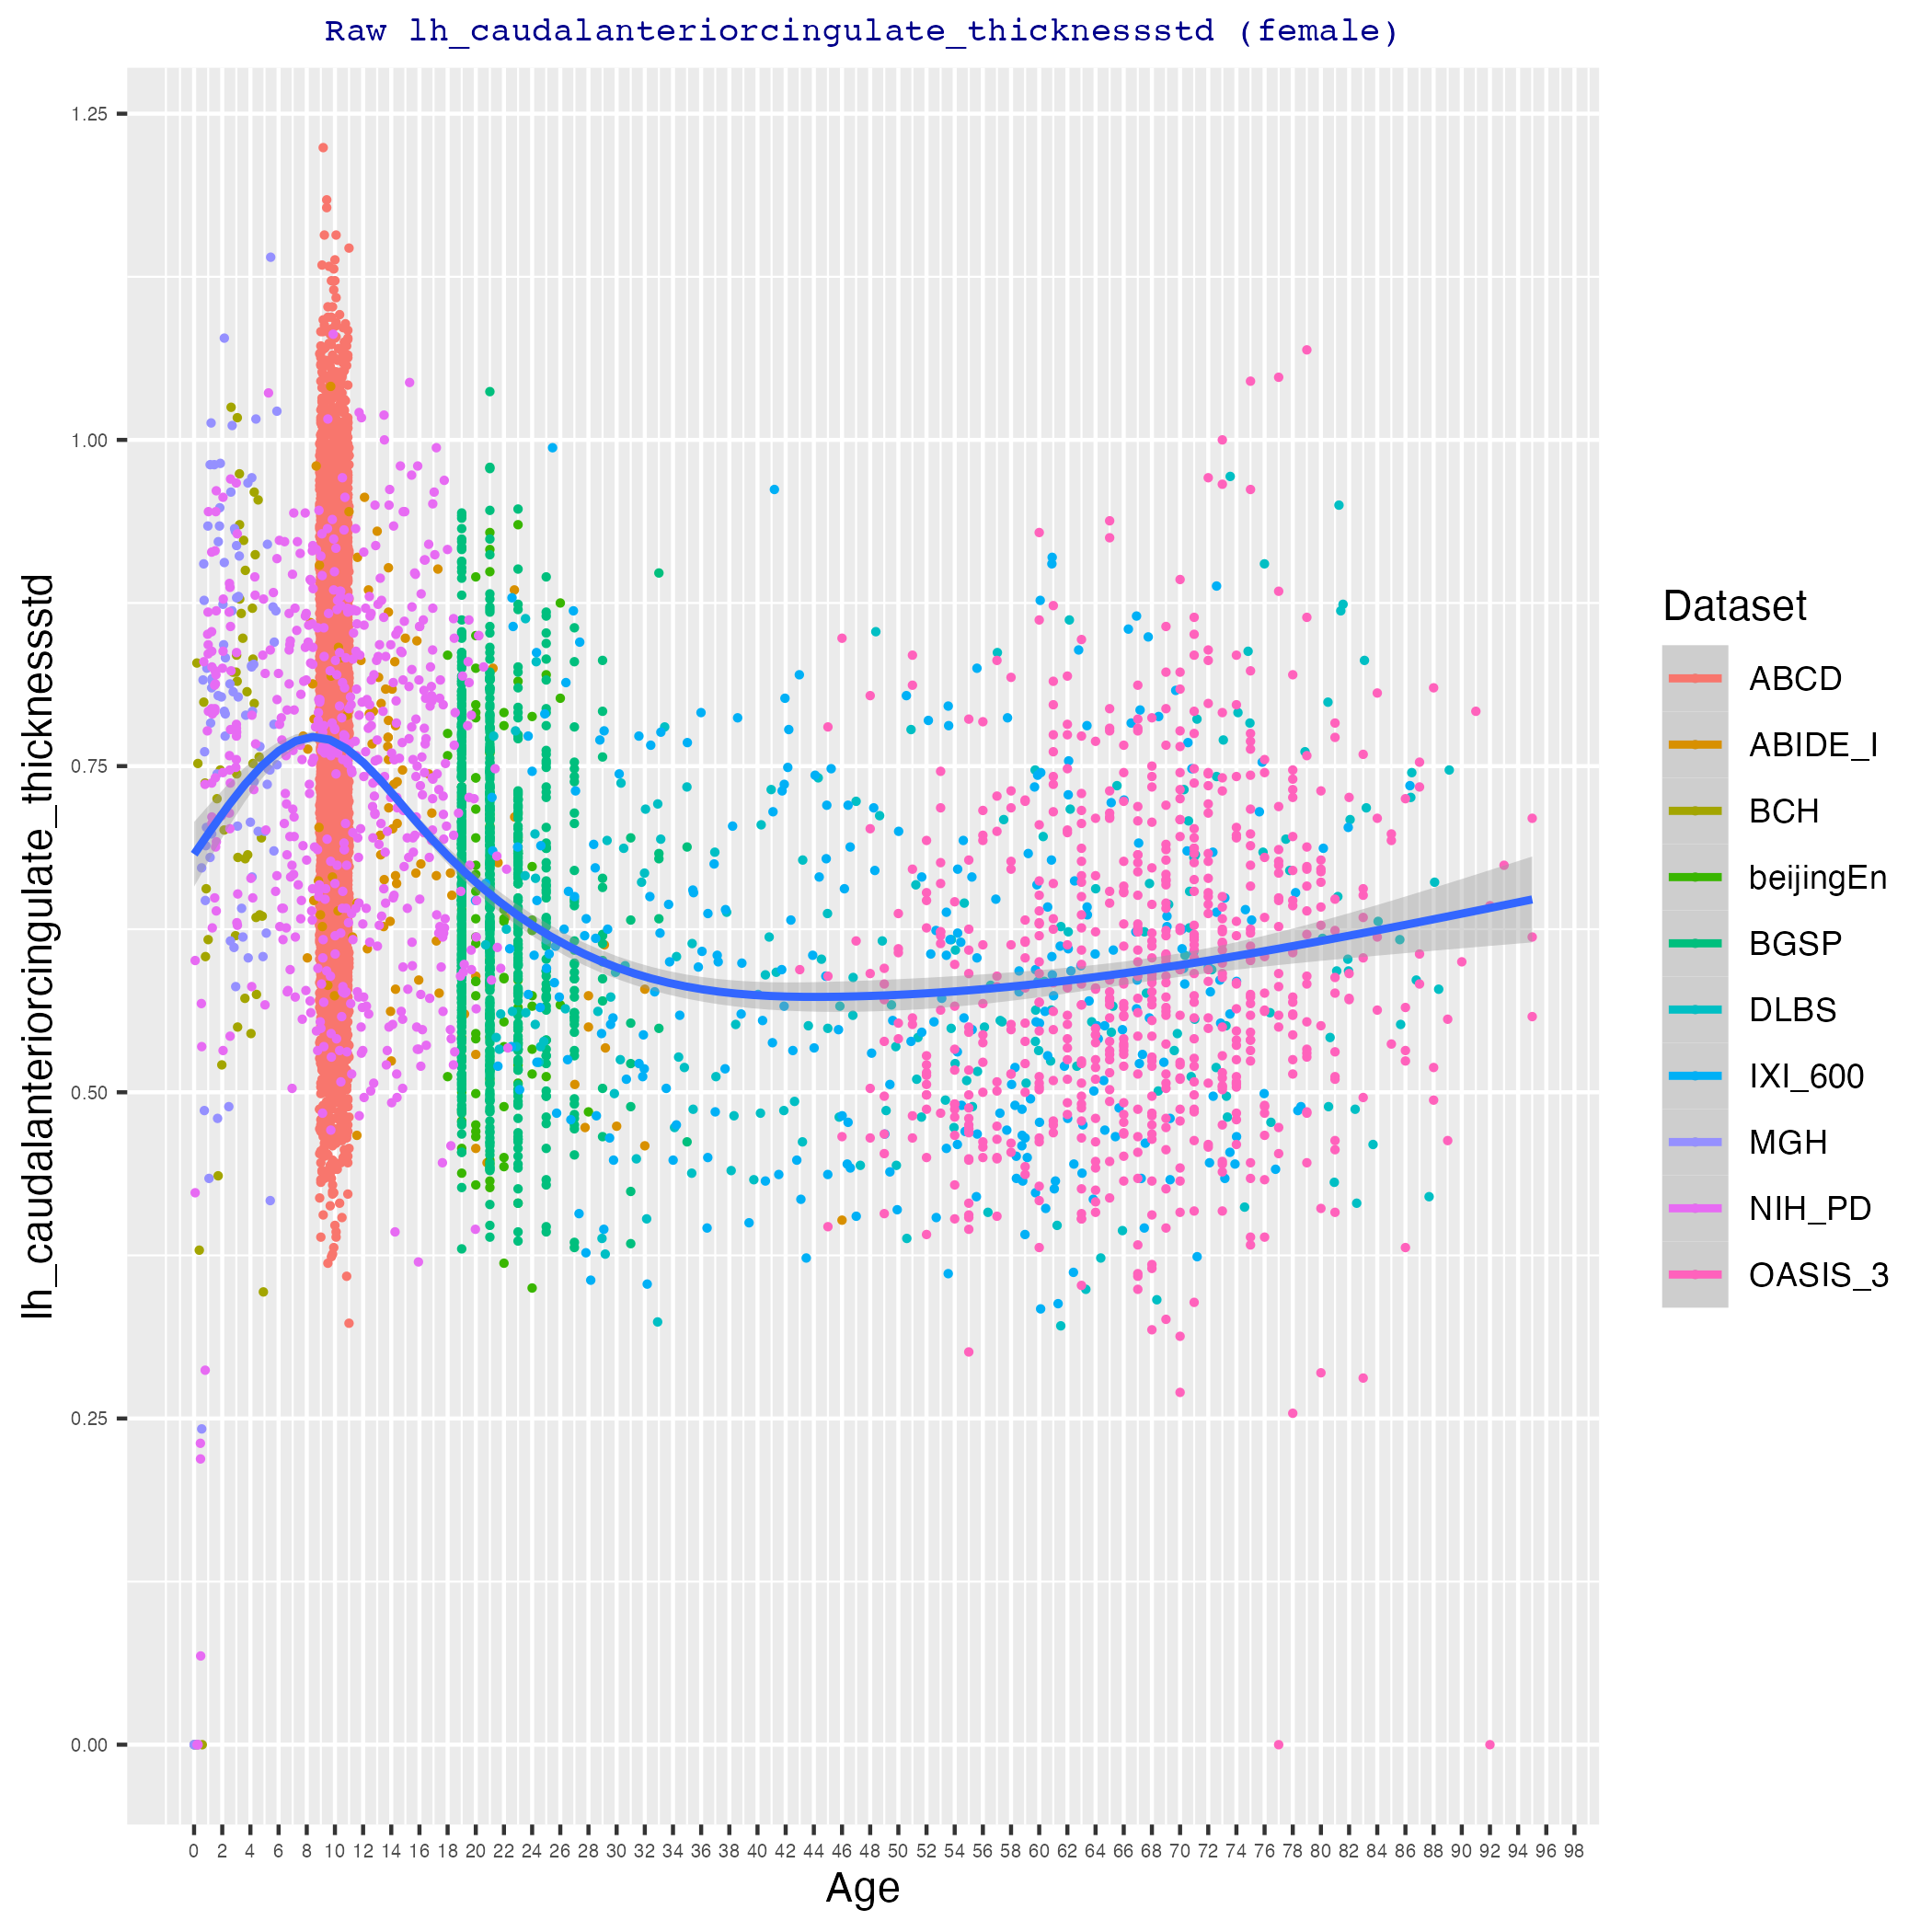 Raw lh_caudalanteriorcingulate_thicknessstd (female)
lh_caudalanteriorcingulate_thicknessstd
1.25
1.00
0.75
0.50
0.25
0.00
0 2 4 6 8 10 12 14 16 18 20 22 24 26 28 30 32 34 36 38 40 42 44 46 48 50 52 54 56 58 60 62 64 66 68 70 72 74 76 78 80 82 84 86 88 90 92 94 96 98
Age
Dataset
ABCD
ABIDE_I
BCH
beijingEn
BGSP
DLBS
IXI_600
MGH
NIH_PD
OASIS_3